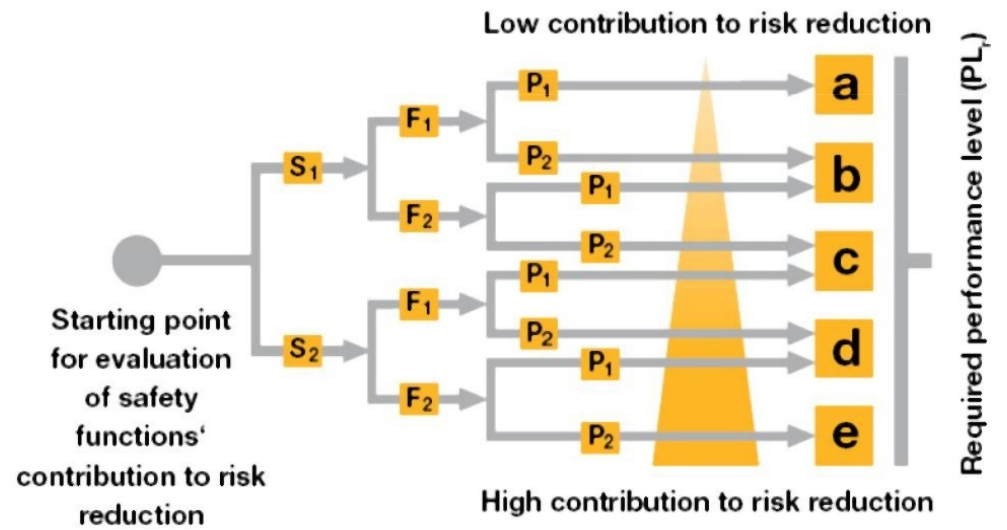 Low contribution to risk reduction
P₁
a
F₁
P₂
S₁
b
P₁
F₂
P₂
c
P₁
F₁
Starting point
for evaluation
of safety
functions‘
contribution to risk
reduction
S₂
P₂
d
P₁
F₂
P₂
e
High contribution to risk reduction
Required performance level (PLᵣ)